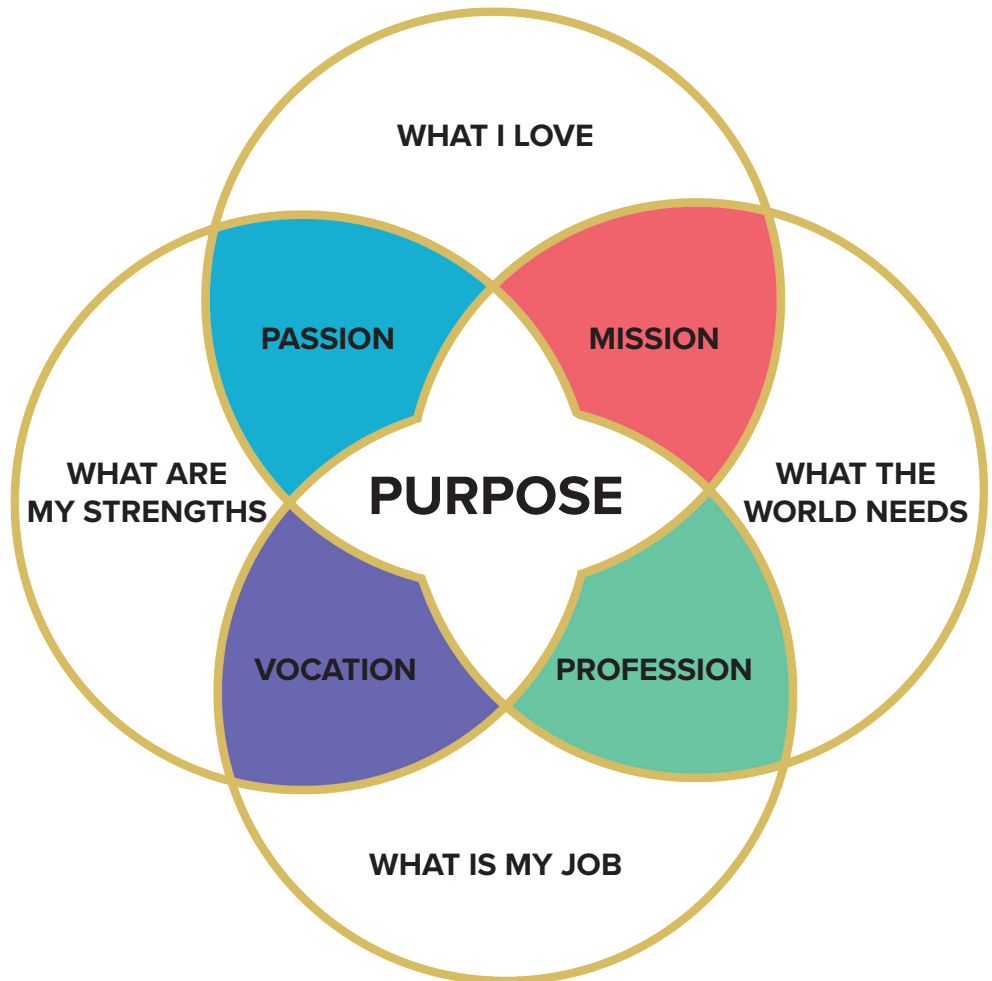 WHAT I LOVE
PASSION
MISSION
WHAT ARE
MY STRENGTHS
PURPOSE
WHAT THE
WORLD NEEDS
VOCATION
PROFESSION
WHAT IS MY JOB